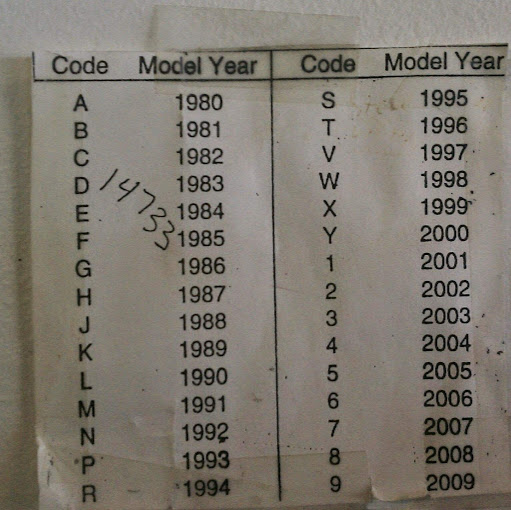 Code Model Year Code Model Year
A 1980 S 1995
B 1981 T 1996
C 1982 V 1997
D 1983 W 1998
14733
E 1984 X 1999
F 1985 Y 2000
G 1986 1 2001
H 1987 2 2002
J 1988 3 2003
K 1989 4 2004
L 1990 5 2005
M 1991 6 2006
N 1992 7 2007
P 1993 8 2008
R 1994 9 2009